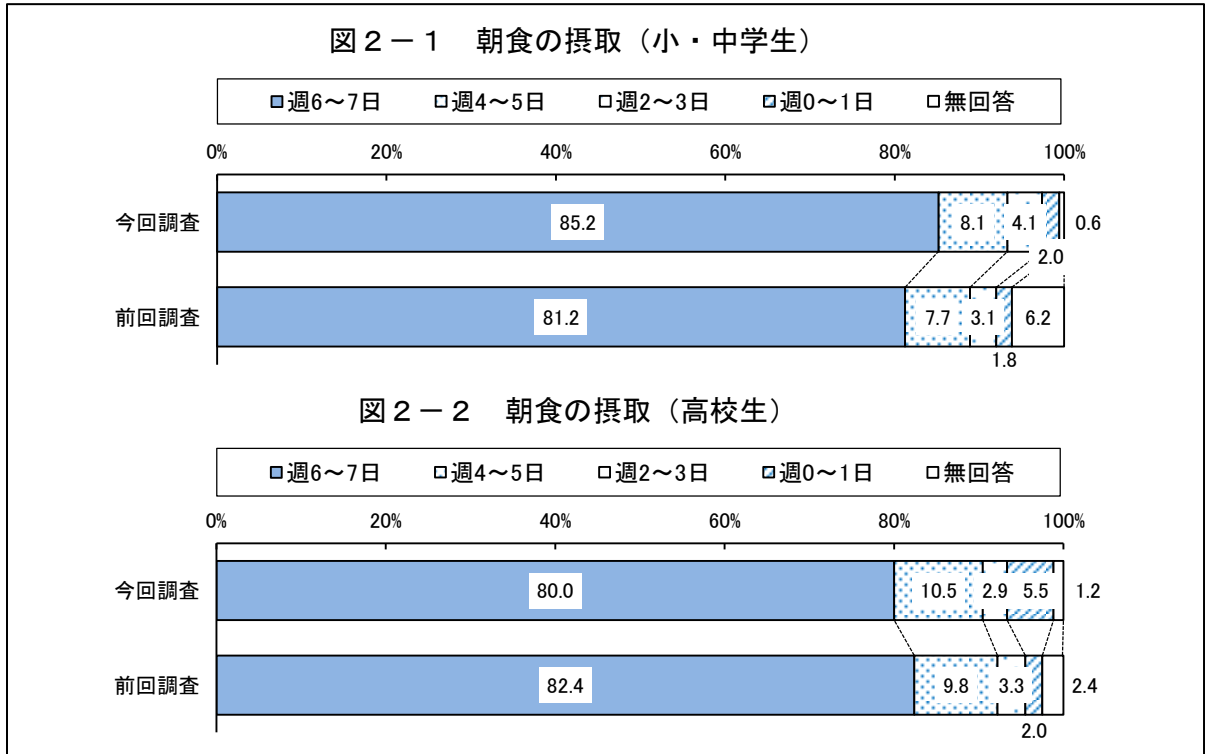 図2-1 朝食の摂取(小・中学生)
週6~7日 週4~5日 週2~3日 週0~1日 無回答
0% 20% 40% 60% 80% 100%
今回調査 85.2 8.1 4.1 2.0 0.6
前回調査 81.2 7.7 3.1 1.8 6.2
図2-2 朝食の摂取(高校生)
週6~7日 週4~5日 週2~3日 週0~1日 無回答
0% 20% 40% 60% 80% 100%
今回調査 80.0 10.5 2.9 5.5 1.2
前回調査 82.4 9.8 3.3 2.0 2.4